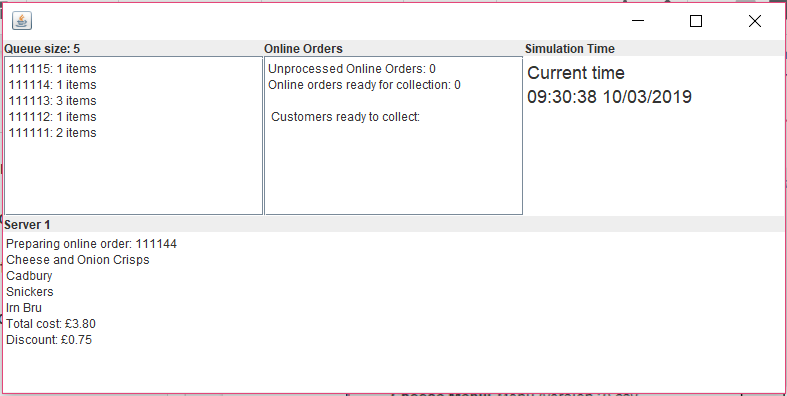 Queue size: 5
Online Orders
Simulation Time
111115: 1 items
111114: 1 items
111113: 3 items
111112: 1 items
111111: 2 items
Unprocessed Online Orders: 0
Online orders ready for collection: 0
Customers ready to collect:
Current time
09:30:38 10/03/2019
Server 1
Preparing online order: 111144
Cheese and Onion Crisps
Cadbury
Snickers
Irn Bru
Total cost: £3.80
Discount: £0.75